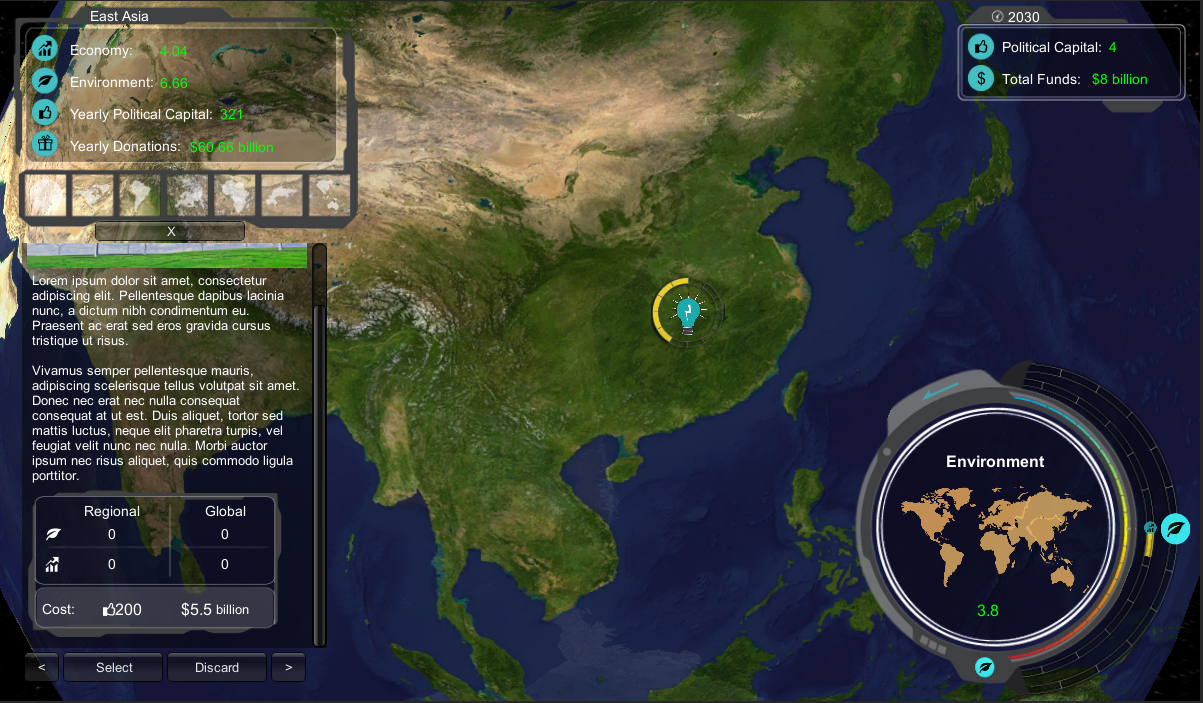 East Asia
Economy: 4.04
Environment: 6.66
Yearly Political Capital: 321
Yearly Donations: $60.66 billion
X
Lorem ipsum dolor sit amet, consectetur
adipiscing elit. Pellentesque dapibus lacinia
nunc, a dictum nibh condimentum eu.
Praesent ac erat sed eros gravida cursus
tristique ut risus.
Vivamus semper pellentesque mauris,
adipiscing scelerisque tellus volutpat sit amet.
Donec nec erat nec nulla consequat
consequat at ut est. Duis aliquet, tortor sed
mattis luctus, neque elit pharetra turpis, vel
feugiat velit nunc nec nulla. Morbi auctor
ipsum nec risus aliquet, quis commodo ligula
porttitor.
Regional Global
0 0
0 0
Cost: 200 $5.5 billion
< Select Discard >
2030
Political Capital: 4
Total Funds: $8 billion
Environment
3.8